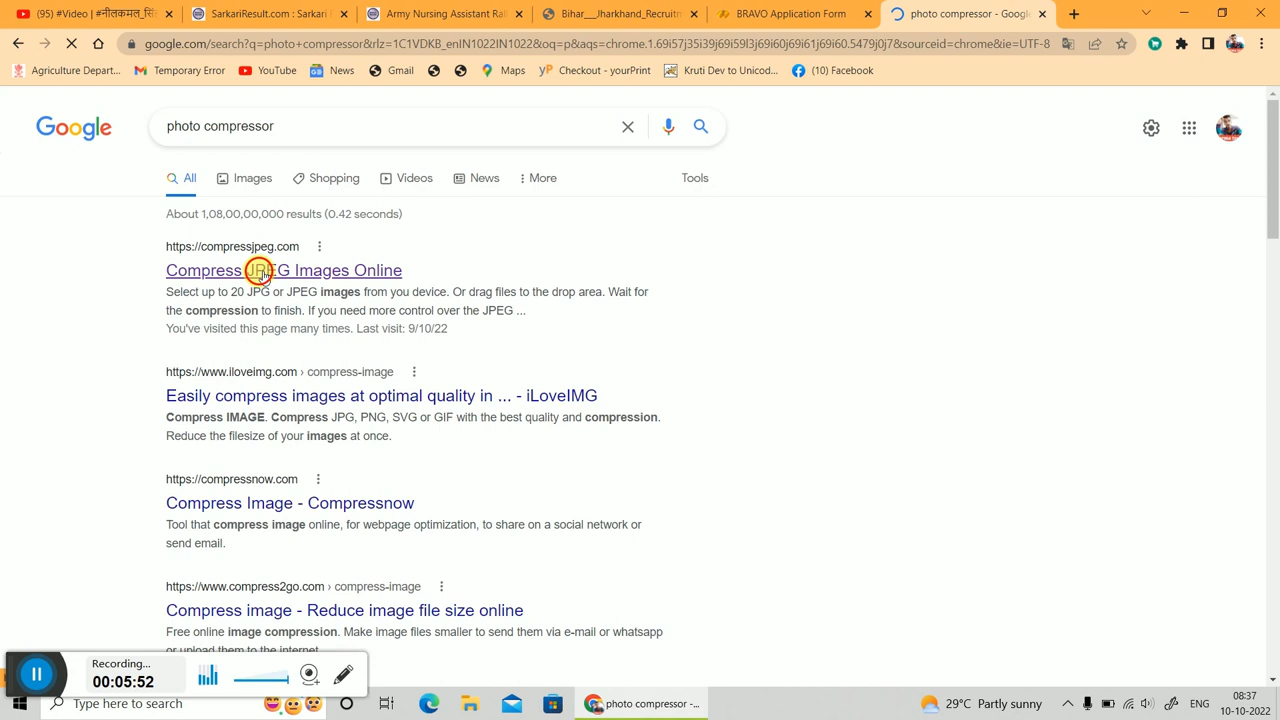 (95) #Video | #नीलकमल_सिं
SarkariResult.com : Sarkari
Army Nursing Assistant Ral
Bihar___Jharkhand_Recruitm
BRAVO Application Form
photo compressor - Google
google.com/search?q=photo+compressor&rlz=1C1VDKB_enIN1022IN1022&oq=p&aqs=chrome.1.69i57j35i39j69i59l3j69i60j69i61j69i60.5479j0j7&sourceid=chrome&ie=UTF-8
Agriculture Depart...
Temporary Error
YouTube
News
Gmail
Maps
Checkout - yourPrint
Kruti Dev to Unicod...
(10) Facebook
Google
photo compressor
All
Images
Shopping
Videos
News
More
Tools
About 1,08,00,00,000 results (0.42 seconds)
https://compressjpeg.com
Compress JPEG Images Online
Select up to 20 JPG or JPEG images from you device. Or drag files to the drop area. Wait for
the compression to finish. If you need more control over the JPEG ...
You've visited this page many times. Last visit: 9/10/22
https://www.iloveimg.com › compress-image
Easily compress images at optimal quality in ... - iLoveIMG
Compress IMAGE. Compress JPG, PNG, SVG or GIF with the best quality and compression.
Reduce the filesize of your images at once.
https://compressnow.com
Compress Image - Compressnow
Tool that compress image online, for webpage optimization, to share on a social network or
send email.
https://www.compress2go.com › compress-image
Compress image - Reduce image file size online
Free online image compression. Make image files smaller to send them via e-mail or whatsapp
or upload them to the internet
Recording...
00:05:52
Type here to search
photo compressor -...
29°C Partly sunny
ENG
08:37
10-10-2022